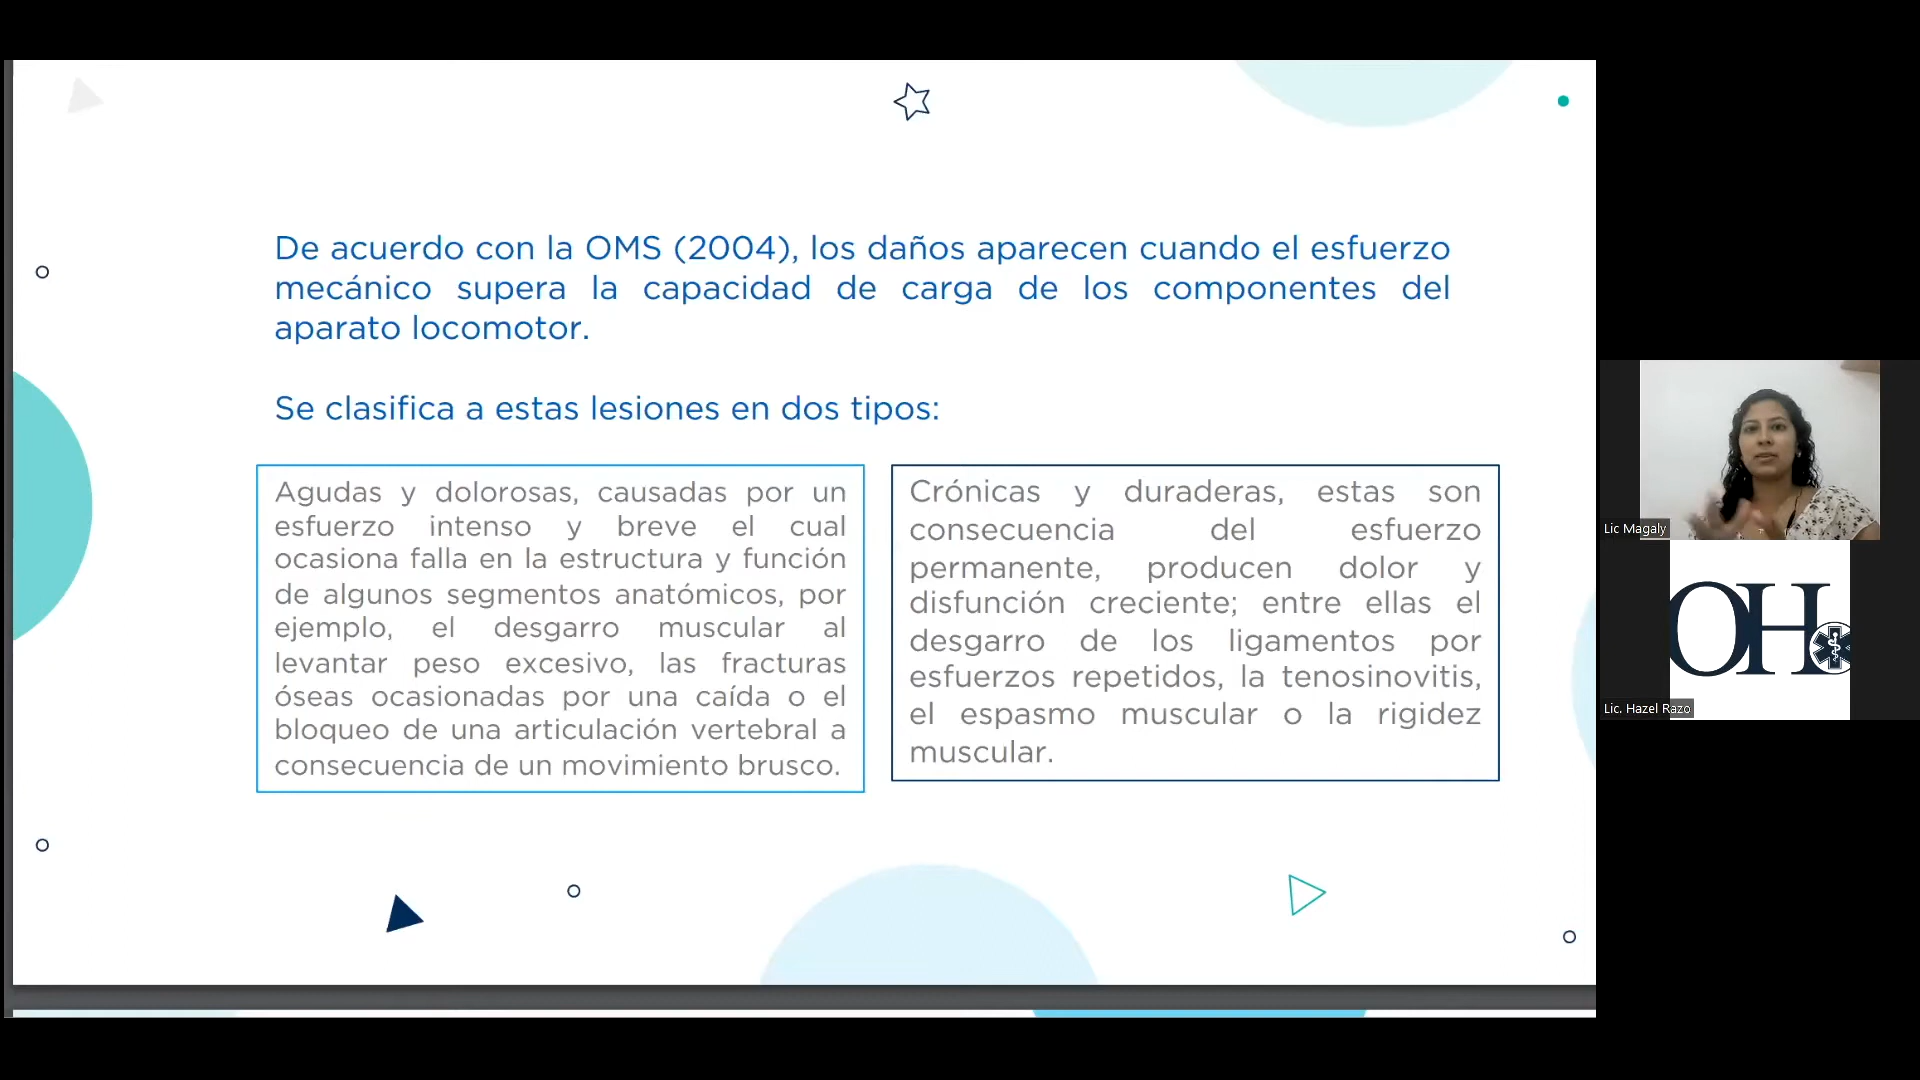 De acuerdo con la OMS (2004), los daños aparecen cuando el esfuerzo
mecánico supera la capacidad de carga de los componentes del
aparato locomotor.
Se clasifica a estas lesiones en dos tipos:
Agudas y dolorosas, causadas por un
esfuerzo intenso y breve el cual
ocasiona falla en la estructura y función
de algunos segmentos anatómicos, por
ejemplo, el desgarro muscular al
levantar peso excesivo, las fracturas
óseas ocasionadas por una caída o el
bloqueo de una articulación vertebral a
consecuencia de un movimiento brusco.
Crónicas y duraderas, estas son
consecuencia del esfuerzo
permanente, producen dolor y
disfunción creciente; entre ellas el
desgarro de los ligamentos por
esfuerzos repetidos, la tenosinovitis,
el espasmo muscular o la rigidez
muscular.
Lic Magaly
OH
Lic. Hazel Razo